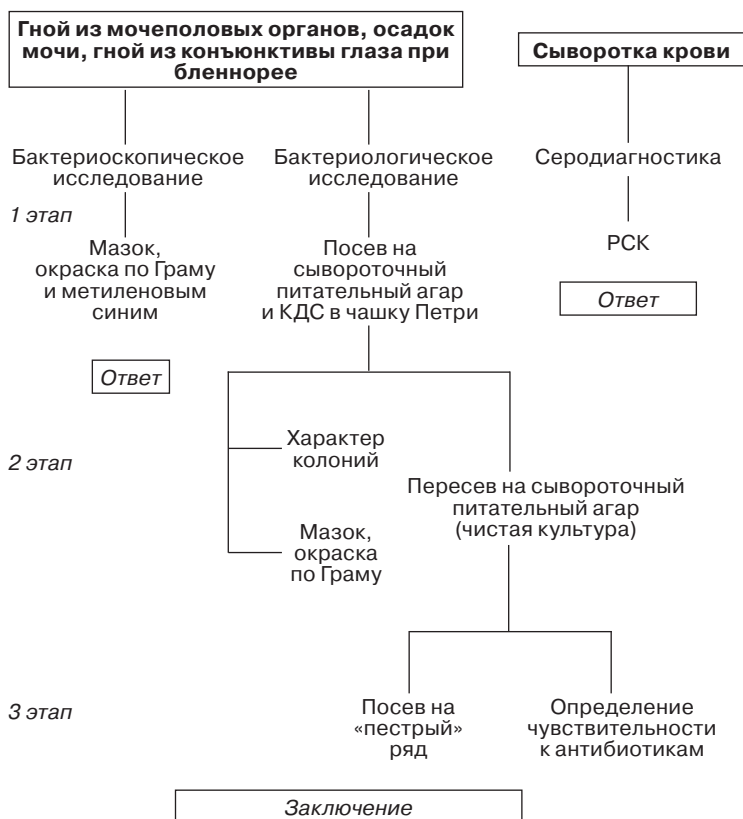 Гной из мочеполовых органов, осадок
мочи, гной из конъюнктивы глаза при
бленнорее
Сыворотка крови
Бактериоскопическое
исследование
Бактериологическое
исследование
Серодиагностика
1 этап
Мазок,
окраска по Граму
и метиленовым
синим
Посев на
сывороточный
питательный агар
и КДС в чашку Петри
РСК
Ответ
Ответ
2 этап
Характер
колоний
Мазок,
окраска
по Граму
Пересев на сывороточный
питательный агар
(чистая культура)
3 этап
Посев на
«пестрый»
ряд
Определение
чувствительности
к антибиотикам
Заключение